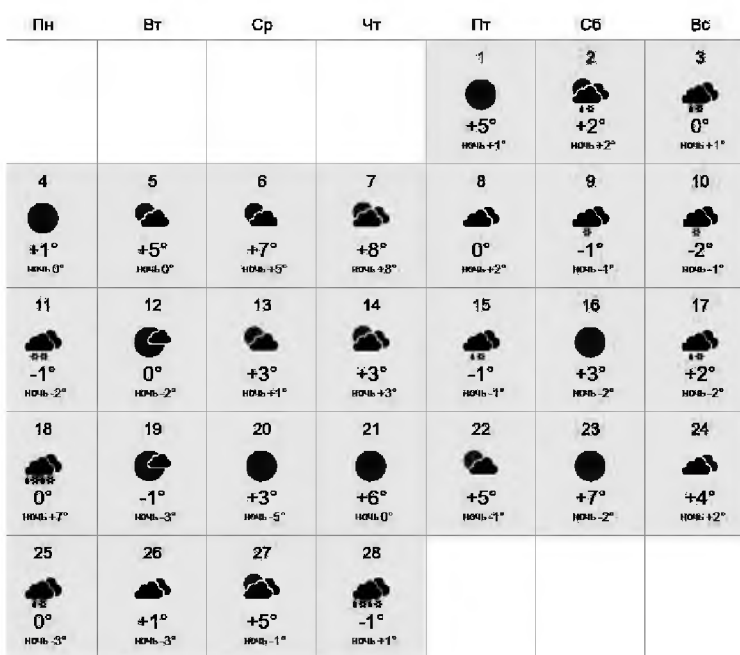 Пн Вт Ср Чт Пт Сб Вс
1 2 3
+5° +2° 0°
ночь +1° ночь +2° ночь +1°
4 5 6 7 8 9 10
+1° +5° +7° +8° 0° -1° -2°
ночь 0° ночь 0° ночь +5° ночь +8° ночь +2° ночь -1° ночь -1°
11 12 13 14 15 16 17
-1° 0° +3° +3° -1° +3° +2°
ночь -2° ночь -2° ночь +1° ночь +3° ночь -1° ночь -2° ночь -2°
18 19 20 21 22 23 24
0° -1° +3° +6° +5° +7° +4°
ночь +7° ночь -3° ночь -5° ночь 0° ночь -1° ночь -2° ночь +2°
25 26 27 28
0° +1° +5° -1°
ночь -3° ночь -3° ночь -1° ночь +1°